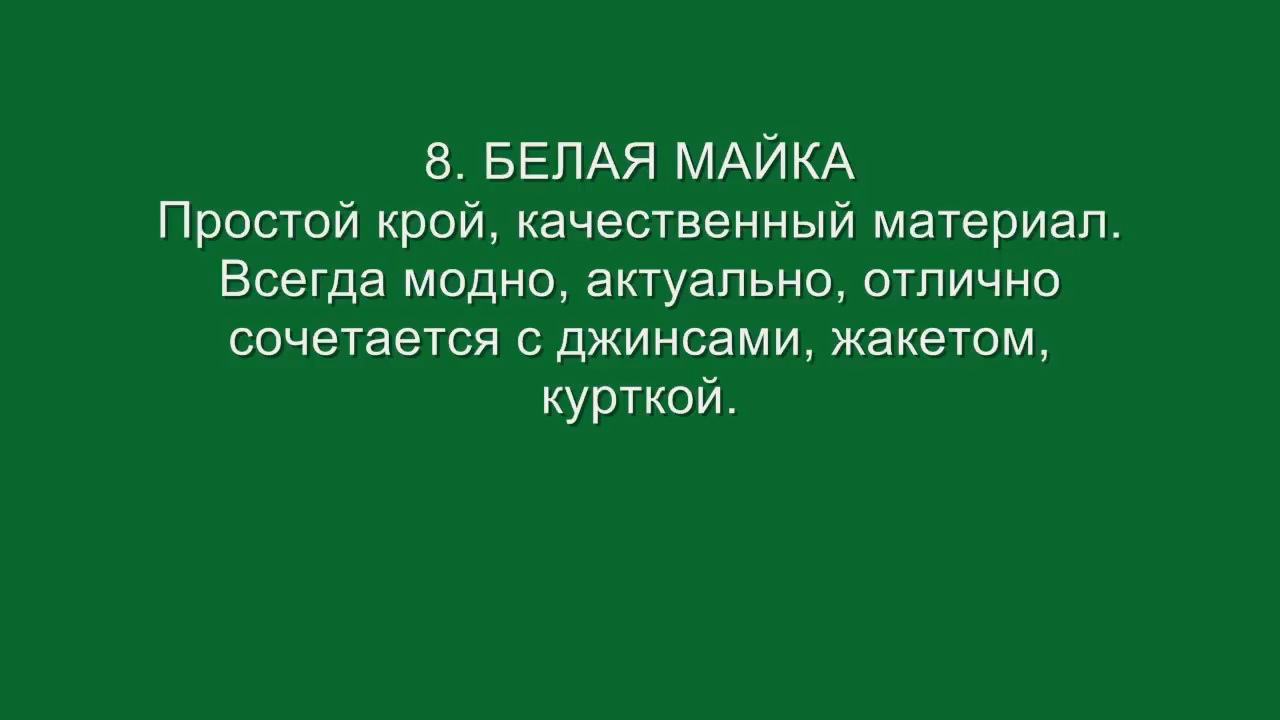 8. БЕЛАЯ МАЙКА
Простой крой, качественный материал.
Всегда модно, актуально, отлично
сочетается с джинсами, жакетом,
курткой.